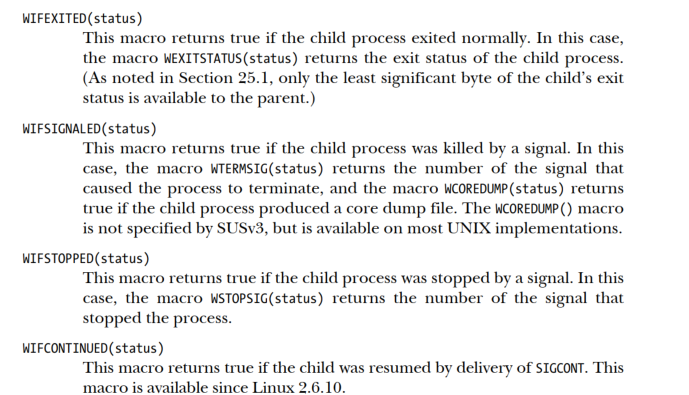 WIFEXITED(status)
This macro returns true if the child process exited normally. In this case,
the macro WEXITSTATUS(status) returns the exit status of the child process.
(As noted in Section 25.1, only the least significant byte of the child’s exit
status is available to the parent.)
WIFSIGNALED(status)
This macro returns true if the child process was killed by a signal. In this
case, the macro WTERMSIG(status) returns the number of the signal that
caused the process to terminate, and the macro WCOREDUMP(status) returns
true if the child process produced a core dump file. The WCOREDUMP() macro
is not specified by SUSv3, but is available on most UNIX implementations.
WIFSTOPPED(status)
This macro returns true if the child process was stopped by a signal. In this
case, the macro WSTOPSIG(status) returns the number of the signal that
stopped the process.
WIFCONTINUED(status)
This macro returns true if the child was resumed by delivery of SIGCONT. This
macro is available since Linux 2.6.10.